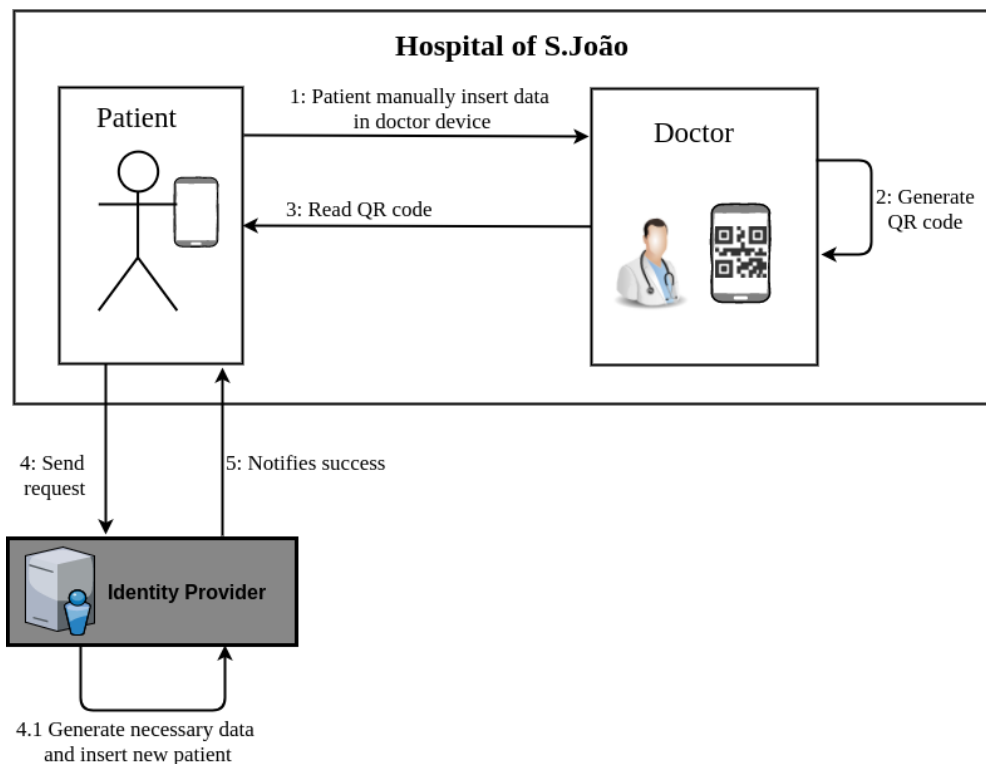 Hospital of S.João
Patient
1: Patient manually insert data
in doctor device
Doctor
2: Generate
QR code
3: Read QR code
4: Send
request
5: Notifies success
Identity Provider
4.1 Generate necessary data
and insert new patient